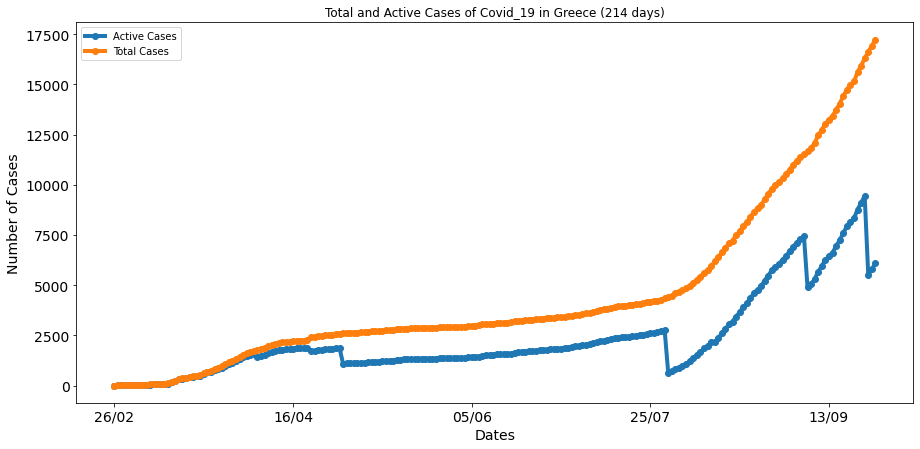 Total and Active Cases of Covid_19 in Greece (214 days)
Active Cases
Total Cases
Number of Cases
17500
15000
12500
10000
7500
5000
2500
0
26/02 16/04 05/06 25/07 13/09
Dates